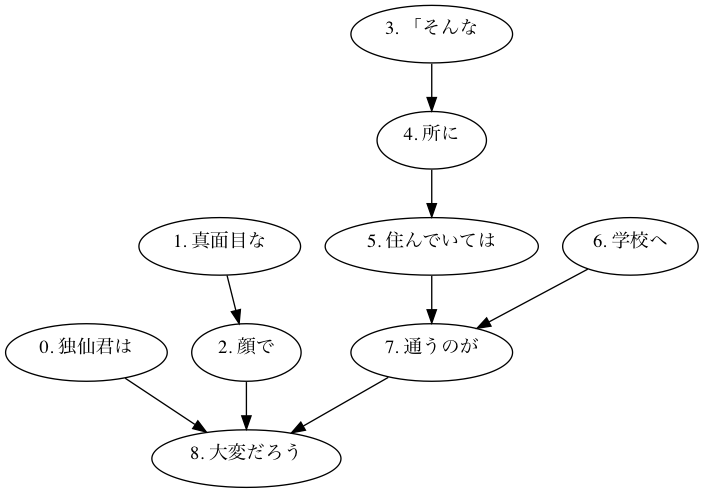 3. 「そんな
4. 所に
1. 真面目な
5. 住んでいては
6. 学校へ
0. 独仙君は
2. 顔で
7. 通うのが
8. 大変だろう